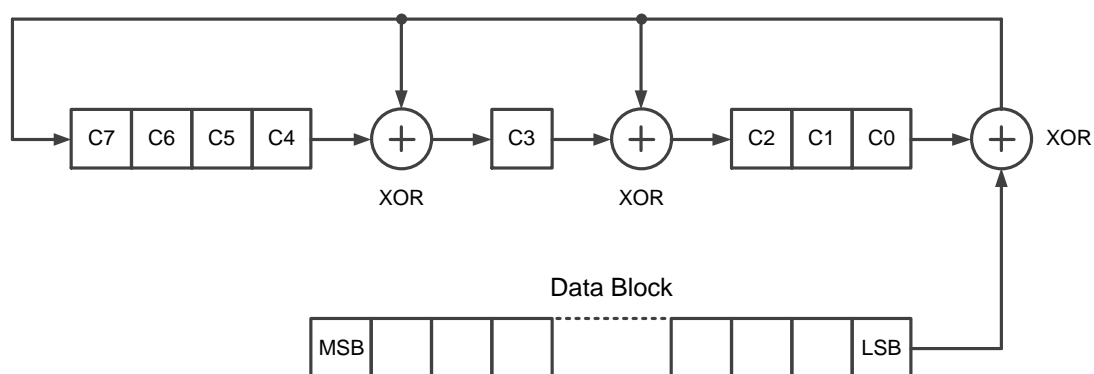 C7 C6 C5 C4 C3 C2 C1 C0 XOR
XOR XOR
Data Block
MSB LSB